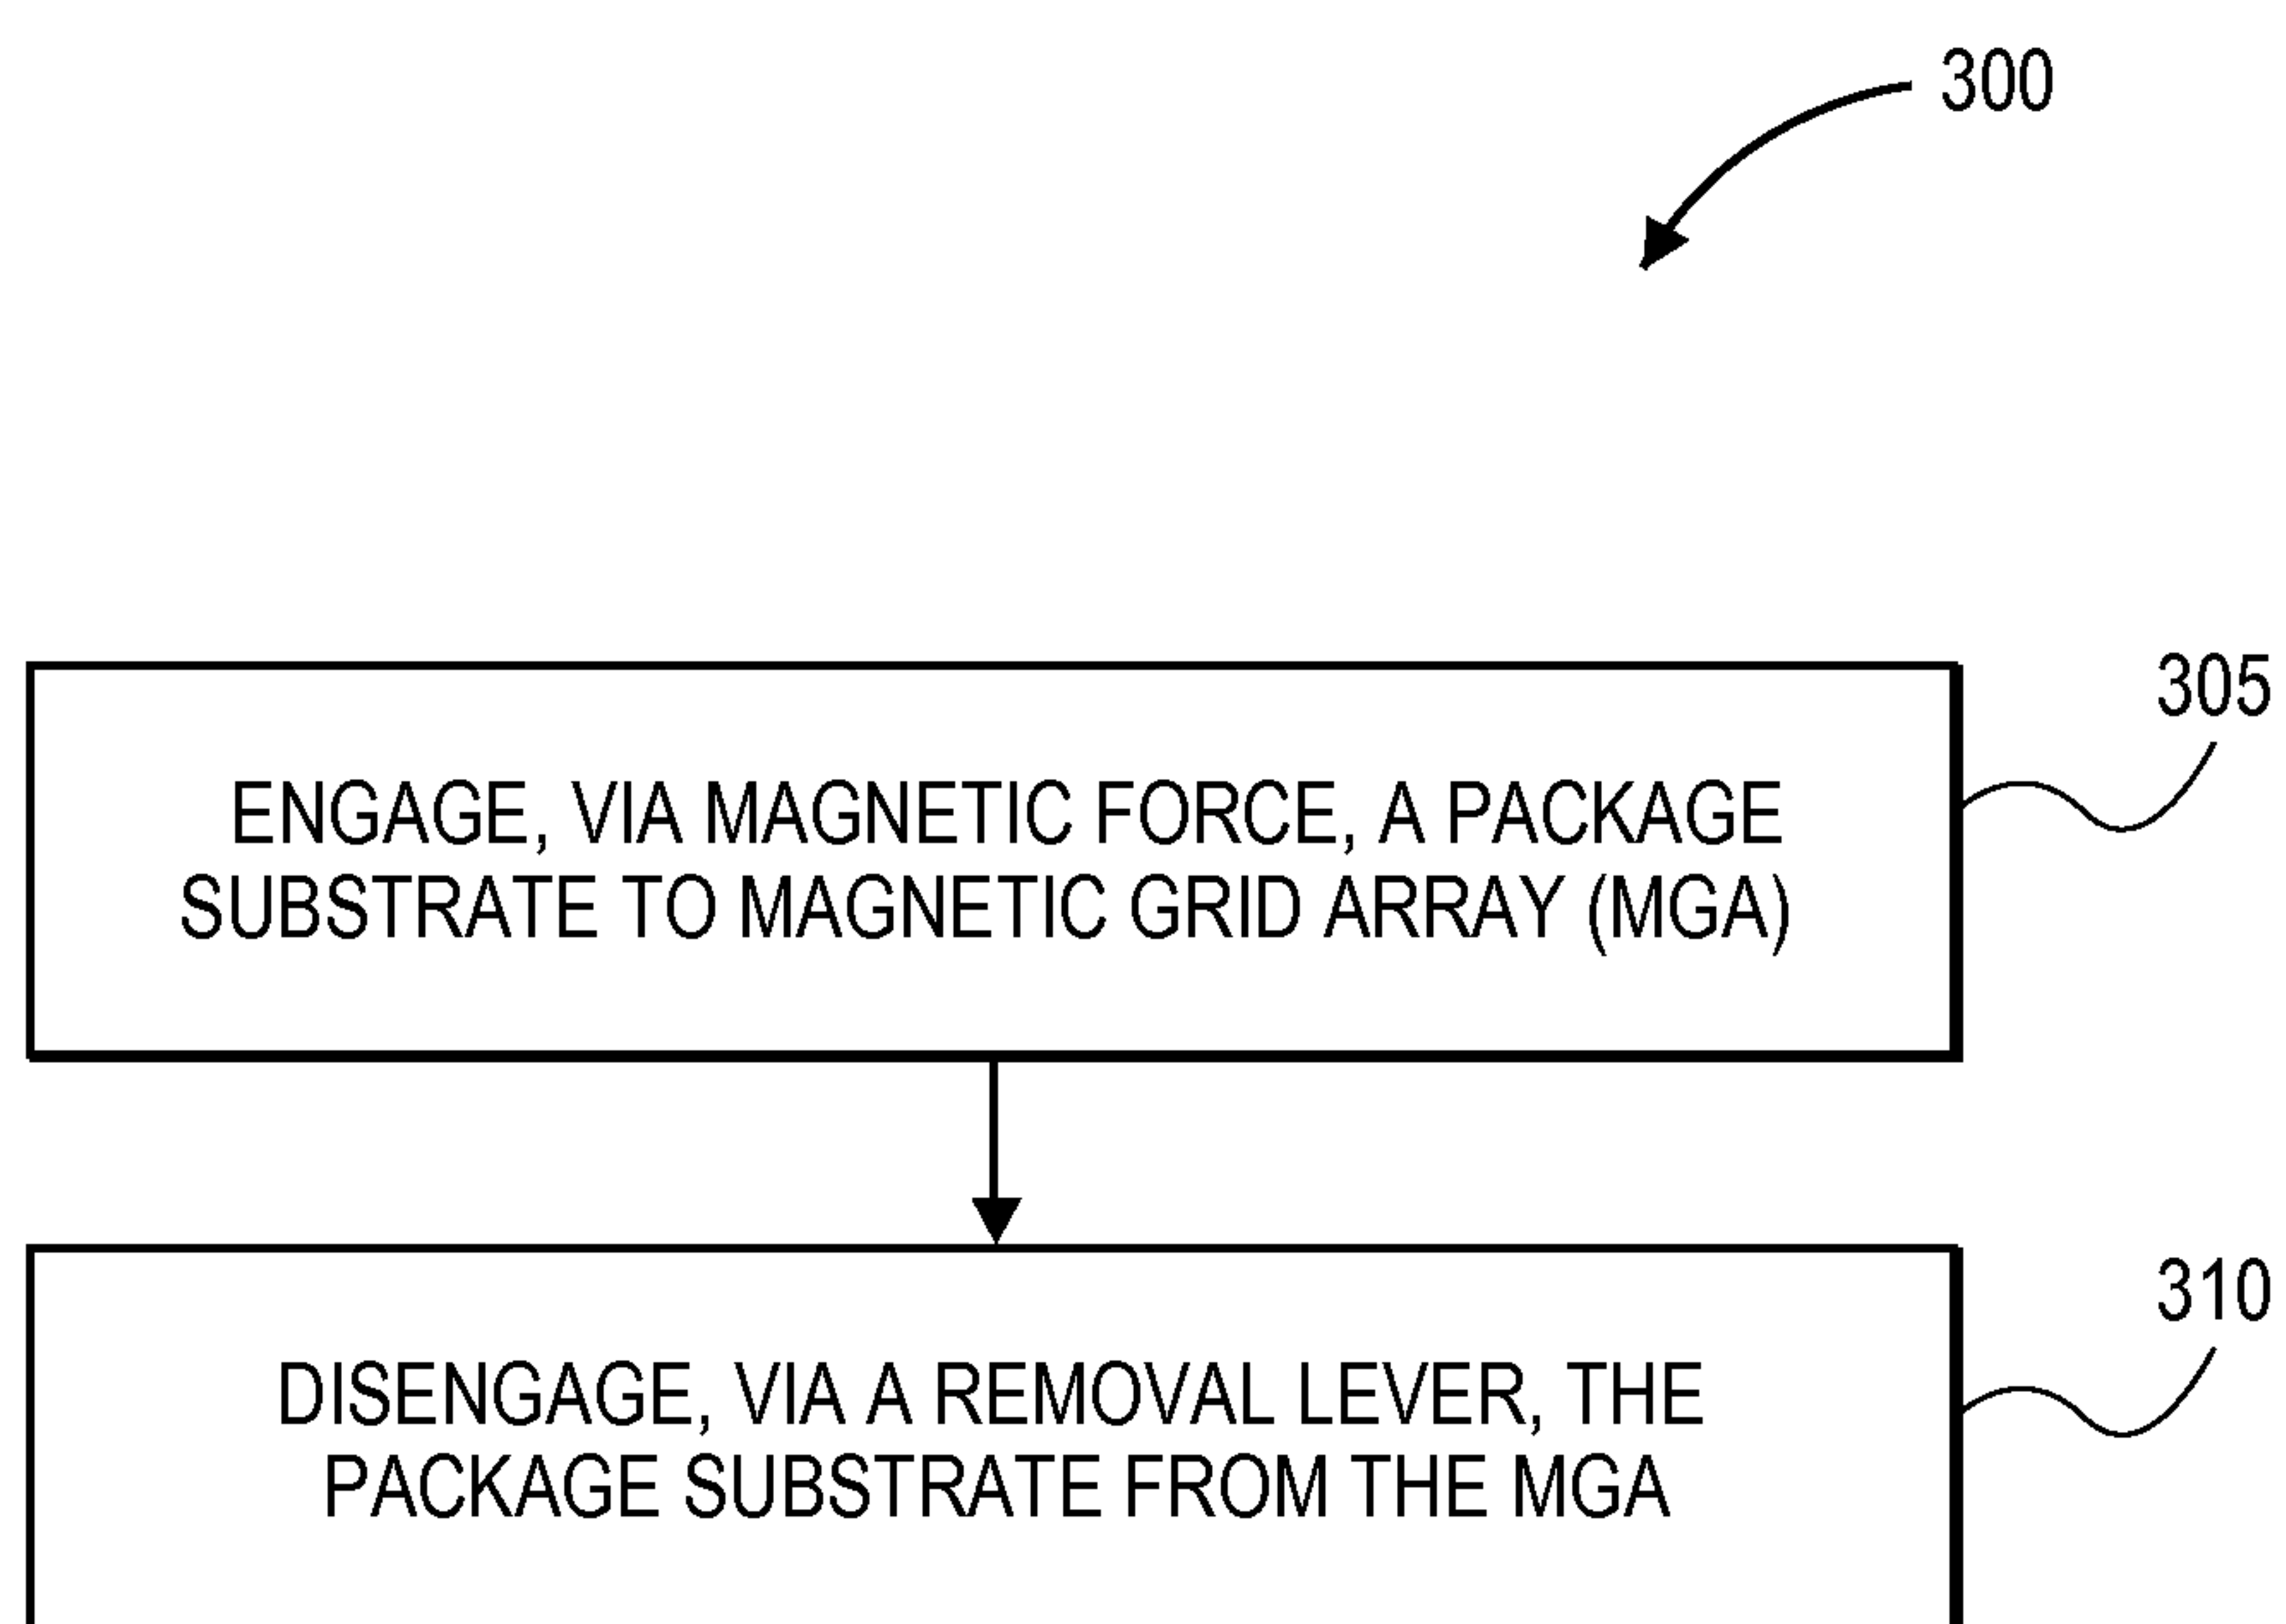 300
305
ENGAGE, VIA MAGNETIC FORCE, A PACKAGE
SUBSTRATE TO MAGNETIC GRID ARRAY (MGA)
310
DISENGAGE, VIA A REMOVAL LEVER, THE
PACKAGE SUBSTRATE FROM THE MGA